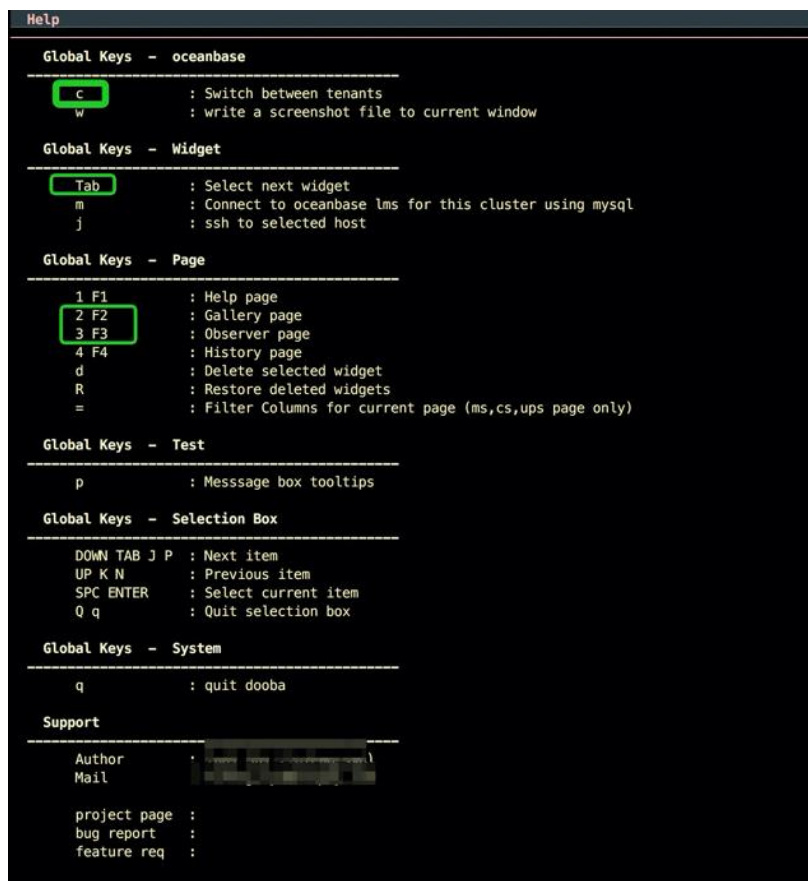 Help
Global Keys – oceanbase
c : Switch between tenants
w : write a screenshot file to current window
Global Keys – Widget
Tab : Select next widget
m : Connect to oceanbase lms for this cluster using mysql
j : ssh to selected host
Global Keys – Page
1 F1 : Help page
2 F2 : Gallery page
3 F3 : Observer page
4 F4 : History page
d : Delete selected widget
R : Restore deleted widgets
= : Filter Columns for current page (ms,cs,ups page only)
Global Keys – Test
p : Messsage box tooltips
Global Keys – Selection Box
DOWN TAB J P : Next item
UP K N : Previous item
SPC ENTER : Select current item
Q q : Quit selection box
Global Keys – System
q : quit dooba
Support
Author :
Mail
project page :
bug report :
feature req :